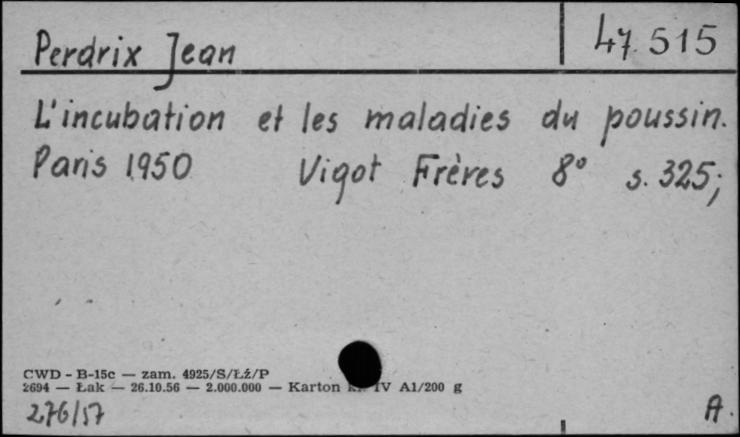 Perdrix Jean 47.515
L'incubation et les maladies du poussin.
Paris 1950 Vigot Frères 8° s. 325;
CWD - B-15c — zam. 4925/S/Łź/P
2694 — Łak — 26.10.56 — 2.000.000 — Karton IV A1/200 g
276/57 A.